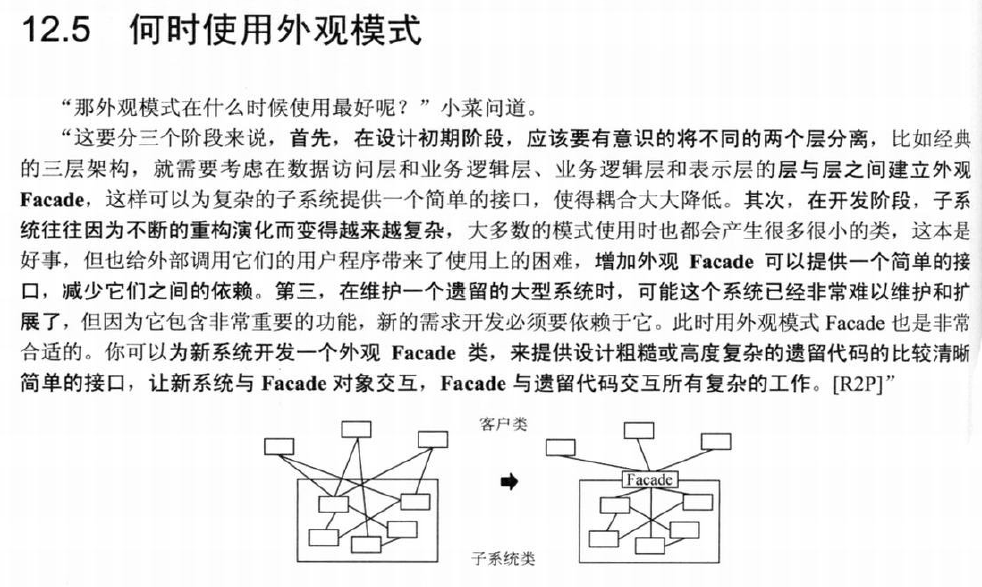 12.5 何时使用外观模式
“那外观模式在什么时候使用最好呢？”小菜问道。
“这要分三个阶段来说，首先，在设计初期阶段，应该要有意识的将不同的两个层分离，比如经典
的三层架构，就需要考虑在数据访问层和业务逻辑层、业务逻辑层和表示层的层与层之间建立外观
Facade，这样可以为复杂的子系统提供一个简单的接口，使得耦合大大降低。其次，在开发阶段，子系
统往往因为不断的重构演化而变得越来越复杂，大多数的模式使用时也都会产生很多很小的类，这本是
好事，但也给外部调用它们的用户程序带来了使用上的困难，增加外观 Facade 可以提供一个简单的接
口，减少它们之间的依赖。第三，在维护一个遗留的大型系统时，可能这个系统已经非常难以维护和扩
展了，但因为它包含非常重要的功能，新的需求开发必须要依赖于它。此时用外观模式 Facade 也是非常
合适的。你可以为新系统开发一个外观 Facade 类，来提供设计粗糙或高度复杂的遗留代码的比较清晰
简单的接口，让新系统与 Facade 对象交互，Facade 与遗留代码交互所有复杂的工作。[R2P]”
客户类
Facade
子系统类